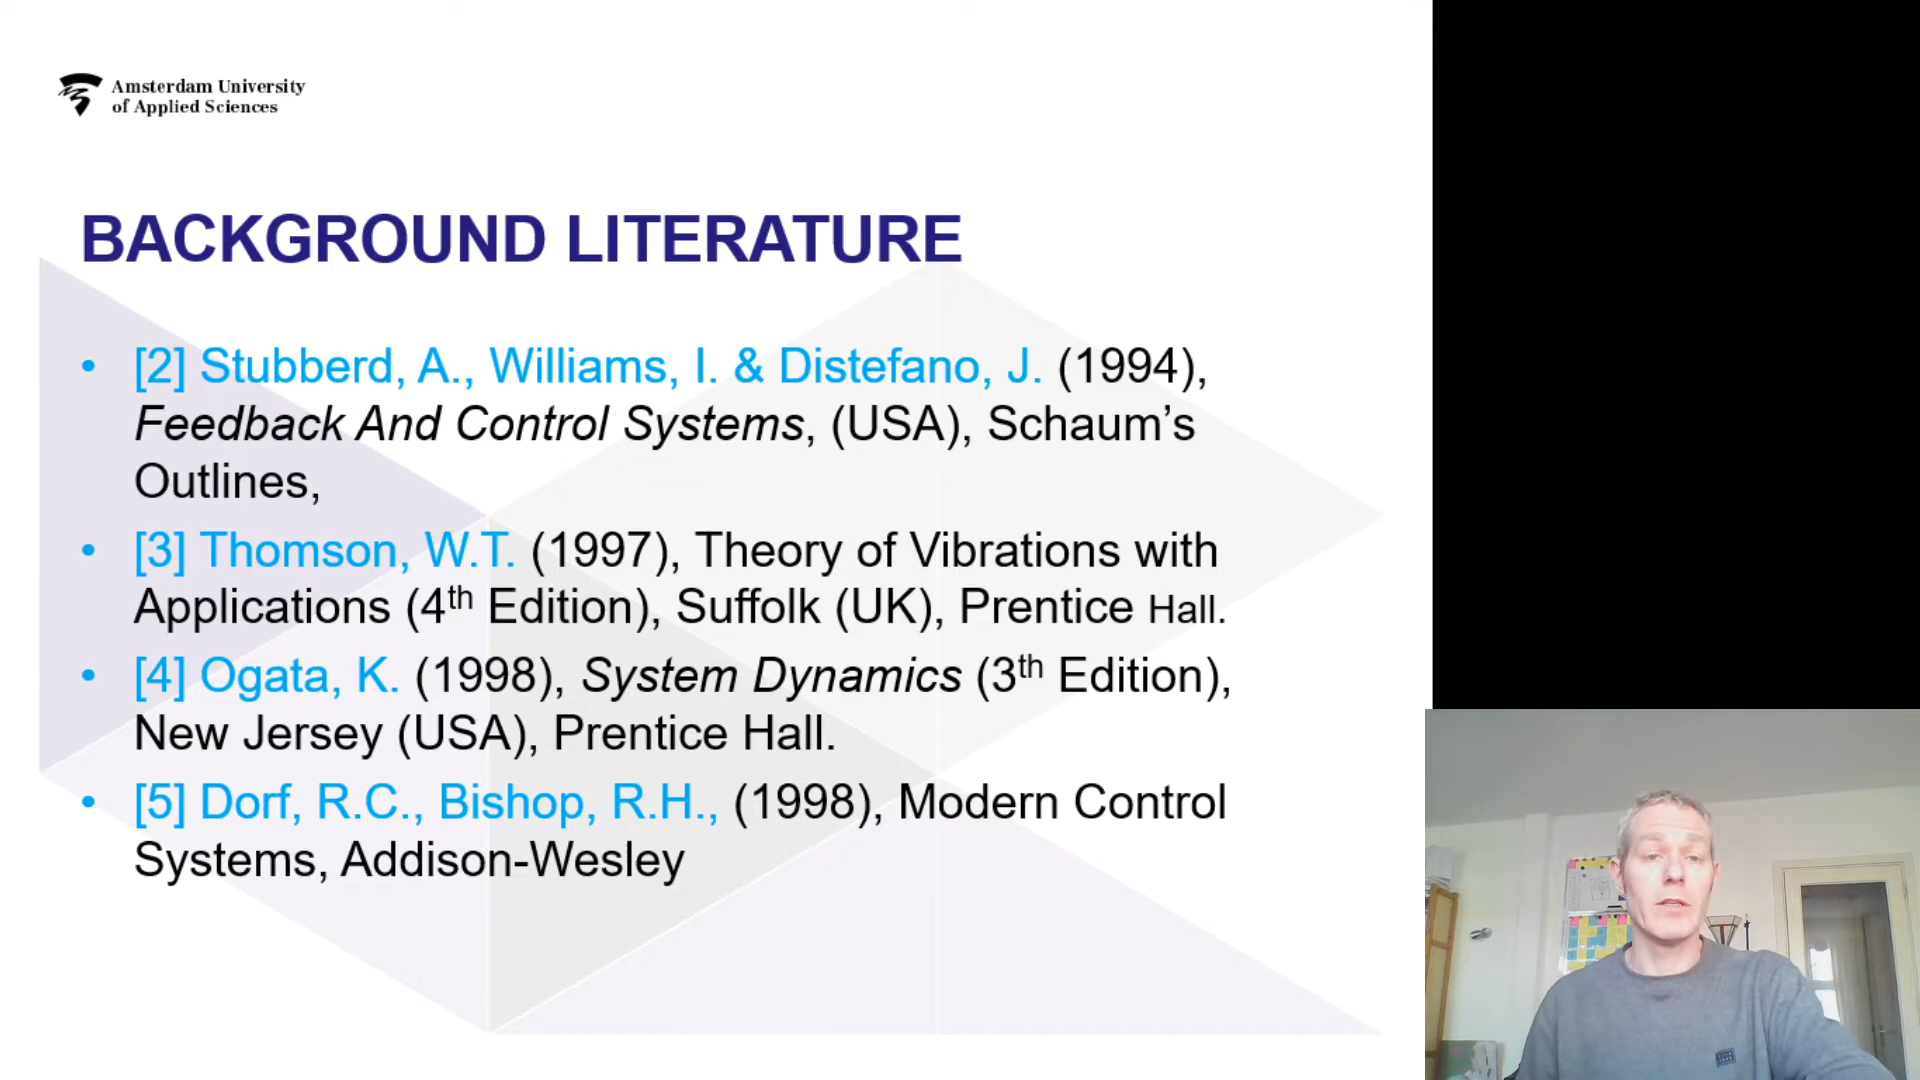 Amsterdam University
of Applied Sciences
BACKGROUND LITERATURE
• [2] Stubberd, A., Williams, I. & Distefano, J. (1994),
Feedback And Control Systems, (USA), Schaum’s
Outlines,
• [3] Thomson, W.T. (1997), Theory of Vibrations with
Applications (4th Edition), Suffolk (UK), Prentice Hall.
• [4] Ogata, K. (1998), System Dynamics (3th Edition),
New Jersey (USA), Prentice Hall.
• [5] Dorf, R.C., Bishop, R.H., (1998), Modern Control
Systems, Addison-Wesley